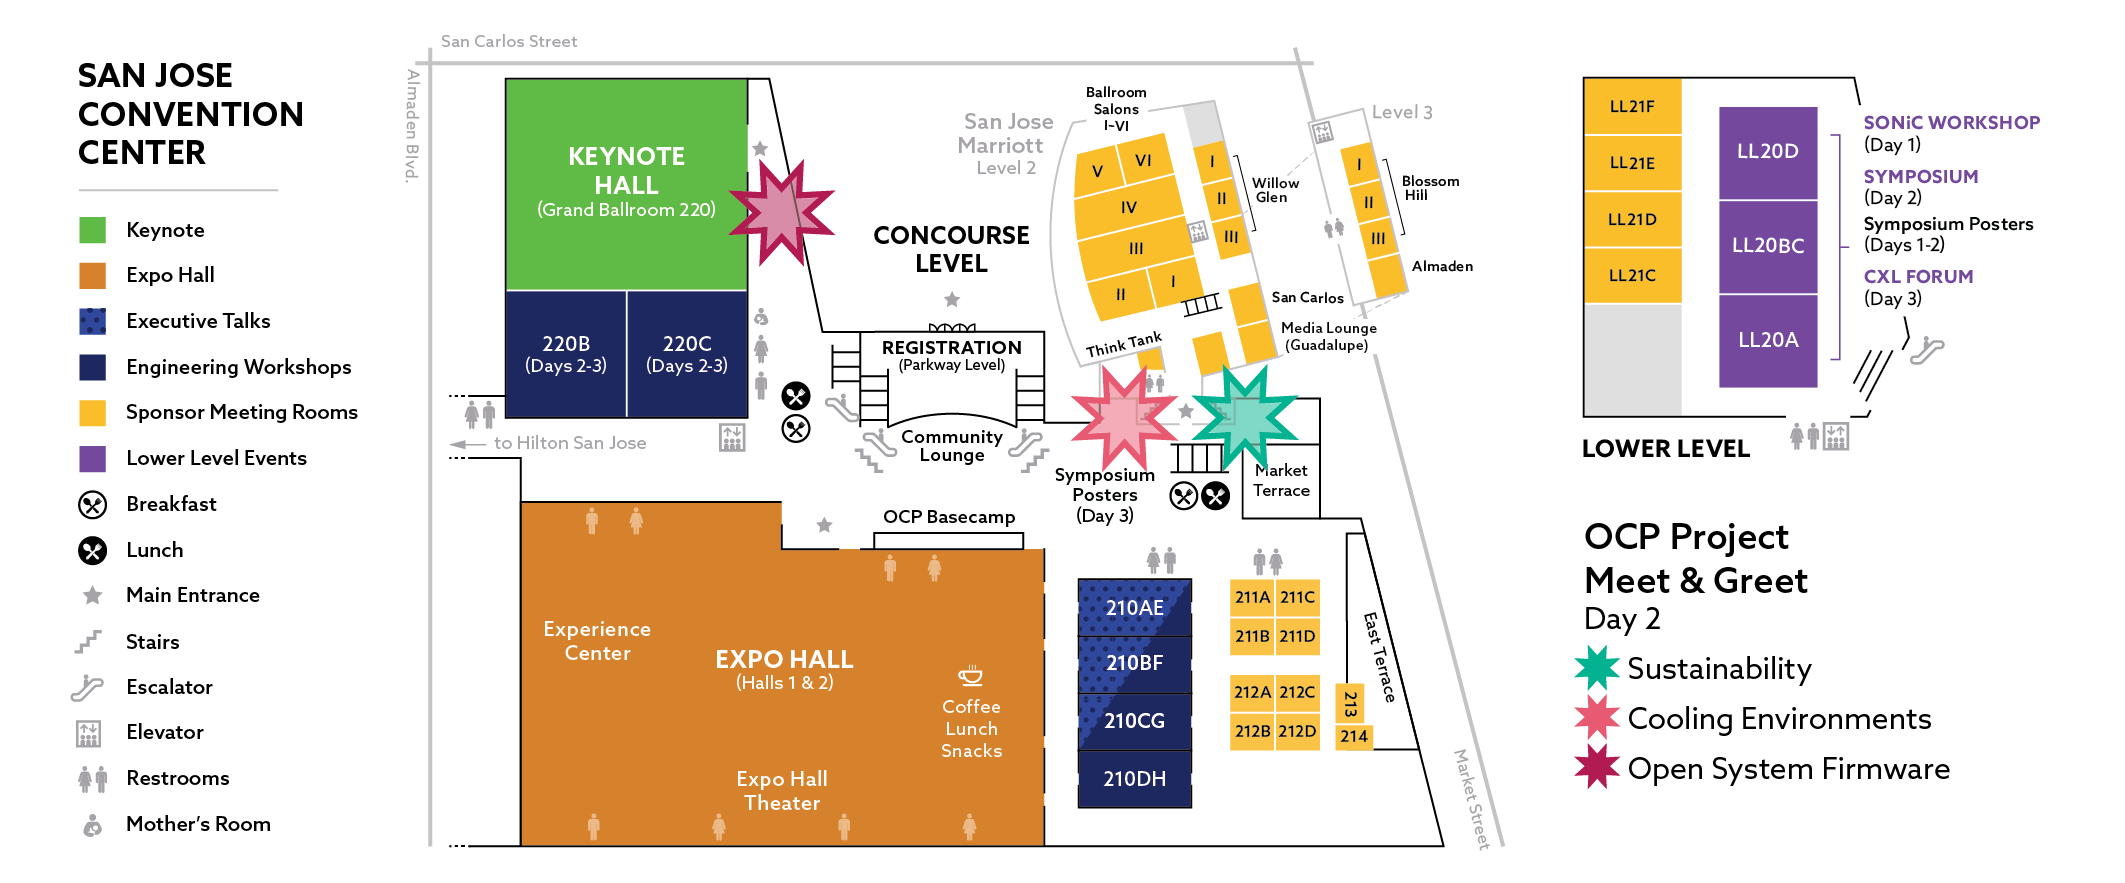 SAN JOSE
CONVENTION
CENTER
Keynote
Expo Hall
Executive Talks
Engineering Workshops
Sponsor Meeting Rooms
Lower Level Events
Breakfast
Lunch
Main Entrance
Stairs
Escalator
Elevator
Restrooms
Mother's Room
San Carlos Street
Almaden Blvd.
KEYNOTE
HALL
(Grand Ballroom 220)
220B
(Days 2-3)
220C
(Days 2-3)
to Hilton San Jose
CONCOURSE
LEVEL
REGISTRATION
(Parkway Level)
Community
Lounge
San Jose
Marriott
Level 2
Ballroom
Salons
I-VI
V
VI
IV
III
II
I
I
II
III
Willow
Glen
Level 3
I
II
III
Blossom
Hill
Almaden
San Carlos
Media Lounge
(Guadalupe)
Think Tank
Symposium
Posters
(Day 3)
Market
Terrace
OCP Basecamp
Experience
Center
EXPO HALL
(Halls 1 & 2)
Coffee
Lunch
Snacks
Expo Hall
Theater
210AE
210BF
210CG
210DH
211A
211C
211B
211D
212A
212C
212B
212D
213
214
East Terrace
Market Street
LL21F
LL21E
LL21D
LL21C
LL20D
LL20BC
LL20A
SONiC WORKSHOP
(Day 1)
SYMPOSIUM
(Day 2)
Symposium Posters
(Days 1-2)
CXL FORUM
(Day 3)
LOWER LEVEL
OCP Project
Meet & Greet
Day 2
Sustainability
Cooling Environments
Open System Firmware